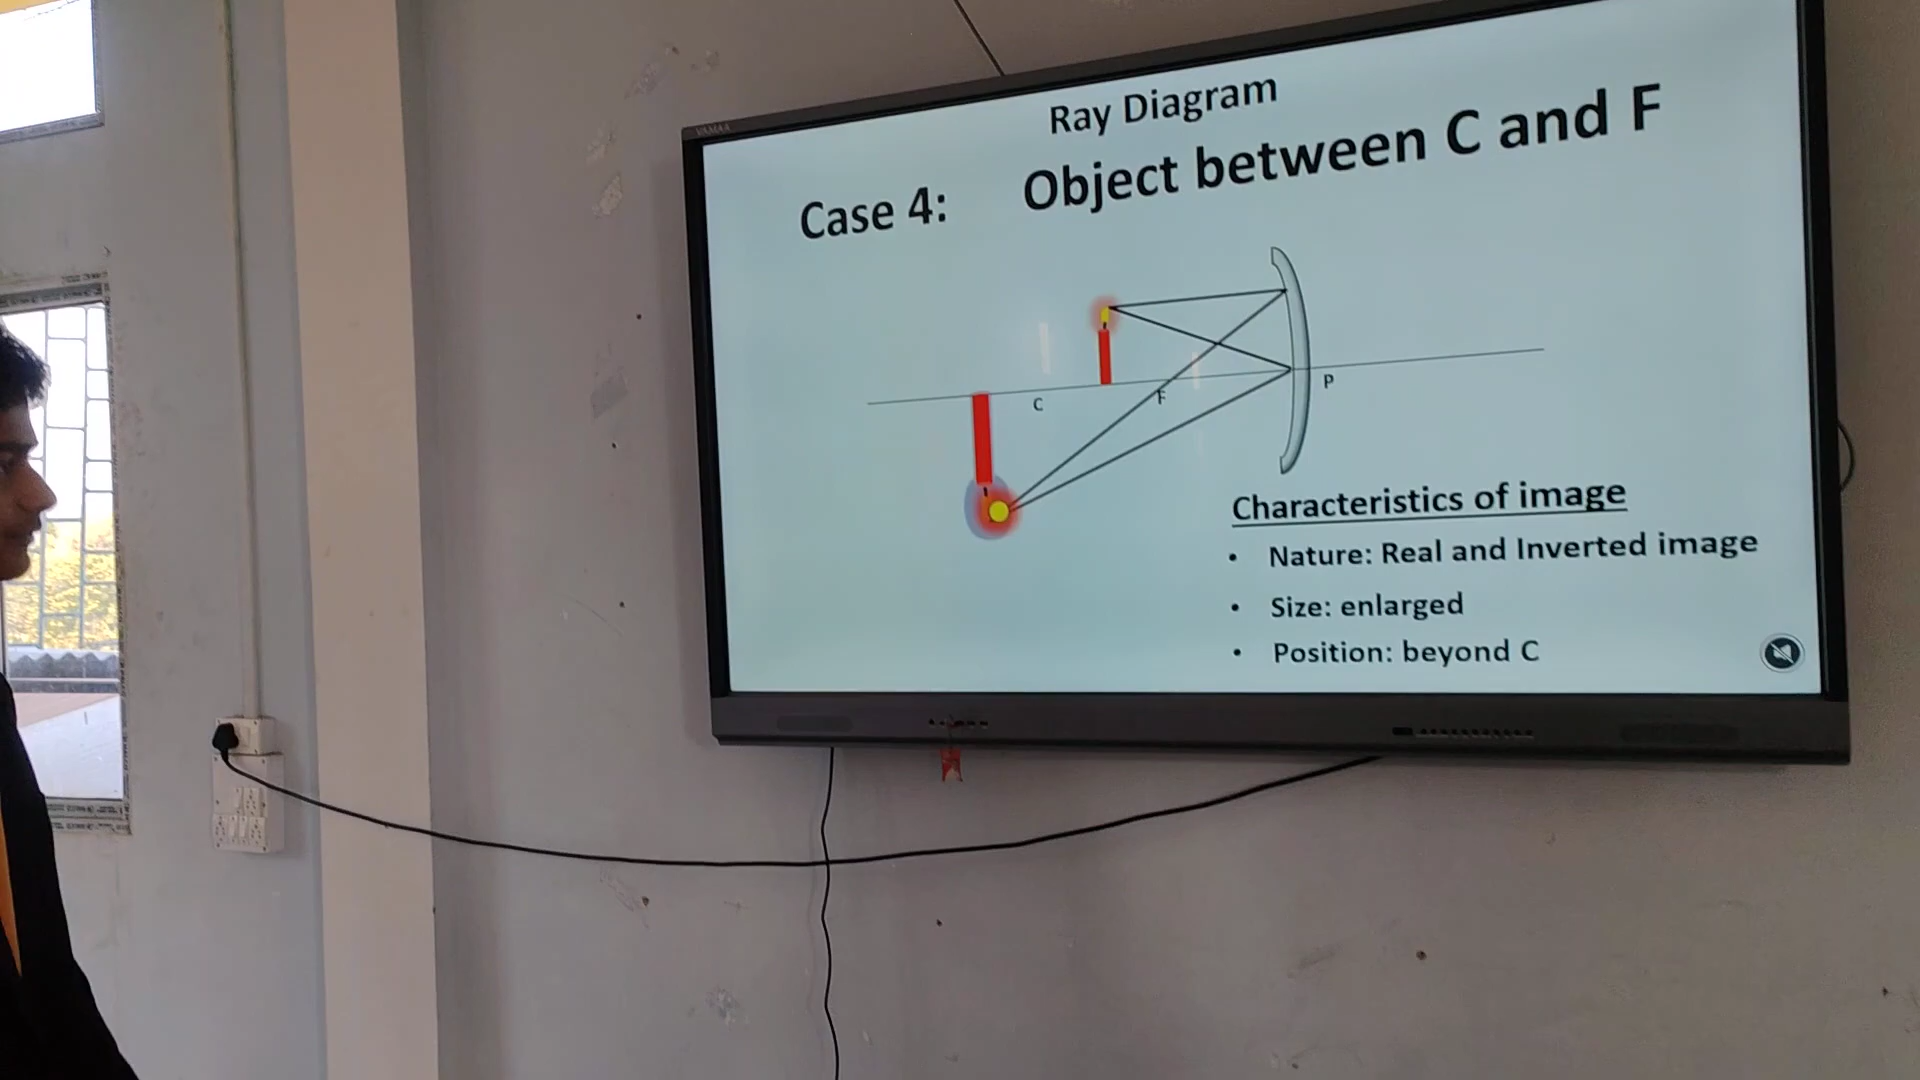 VAMAA
Ray Diagram
Case 4: Object between C and F
C
F
P
Characteristics of image
• Nature: Real and Inverted image
• Size: enlarged
• Position: beyond C